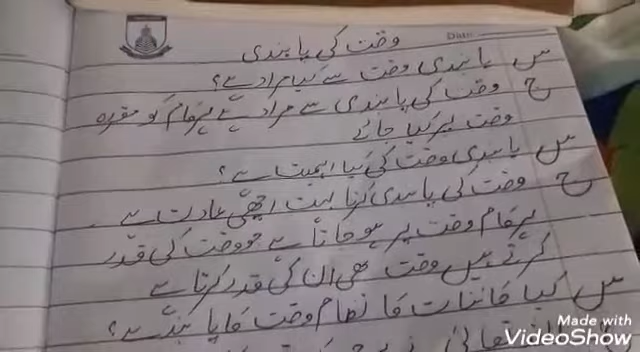 Date:
وقت کی پابندی
س پابندی وقت سے کیا مراد ہے؟
ج وقت کی پابندی سے مراد ہے ہر کام کو مقررہ
وقت پر کیا جائے
س پابندی وقت کی کیا اہمیت ہے؟
ج وقت کی پابندی کرنا بہت اچھی عادت ہے۔
ہر کام وقت پر ہو جاتا ہے جو وقت کی قدر
کرتے ہیں وقت بھی ان کی قدر کرتا ہے
س کیا کائنات کا نظام وقت کا پابند ہے؟
Made with
VideoShow